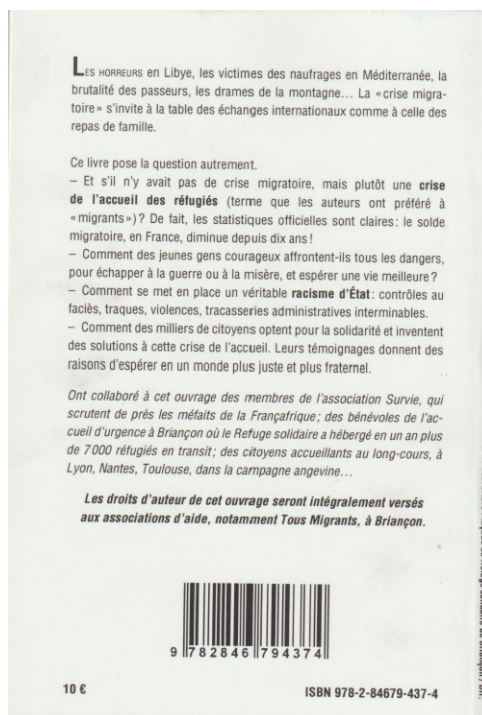 LES HORREURS en Libye, les victimes des naufrages en Méditerranée, la
brutalité des passeurs, les drames de la montagne... La «crise migra-
toire» s'invite à la table des échanges internationaux comme à celle des
repas de famille.
Ce livre pose la question autrement.
– Et s'il n'y avait pas de crise migratoire, mais plutôt une crise
de l'accueil des réfugiés (terme que les auteurs ont préféré à
«migrants»)? De fait, les statistiques officielles sont claires: le solde
migratoire, en France, diminue depuis dix ans!
– Comment des jeunes gens courageux affrontent-ils tous les dangers,
pour échapper à la guerre ou à la misère, et espérer une vie meilleure?
– Comment se met en place un véritable racisme d'État: contrôles au
faciès, traques, violences, tracasseries administratives interminables.
– Comment des milliers de citoyens optent pour la solidarité et inventent
des solutions à cette crise de l'accueil. Leurs témoignages donnent des
raisons d'espérer en un monde plus juste et plus fraternel.
Ont collaboré à cet ouvrage des membres de l'association Survie, qui
scrutent de près les méfaits de la Françafrique; des bénévoles de l'ac-
cueil d'urgence à Briançon où le Refuge solidaire a hébergé en un an plus
de 7000 réfugiés en transit; des citoyens accueillants au long-cours, à
Lyon, Nantes, Toulouse, dans la campagne angevine...
Les droits d'auteur de cet ouvrage seront intégralement versés
aux associations d'aide, notamment Tous Migrants, à Briançon.
9 782846 794374
10 €
ISBN 978-2-84679-437-4